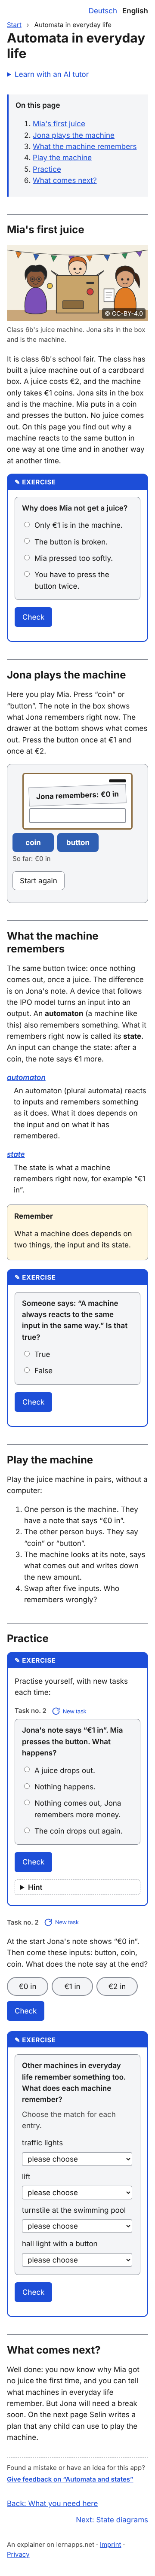 Deutsch English
Start › Automata in everyday life
Automata in everyday
life
▶ Learn with an AI tutor
On this page
1. Mia's first juice
2. Jona plays the machine
3. What the machine remembers
4. Play the machine
5. Practice
6. What comes next?
Mia's first juice
© CC-BY-4.0
Class 6b's juice machine. Jona sits in the box
and is the machine.
It is class 6b's school fair. The class has
built a juice machine out of a cardboard
box. A juice costs €2, and the machine
only takes €1 coins. Jona sits in the box
and is the machine. Mia puts in a coin
and presses the button. No juice comes
out. On this page you find out why a
machine reacts to the same button in
one way at one time and in another way
at another time.
✎ EXERCISE
Why does Mia not get a juice?
Only €1 is in the machine.
The button is broken.
Mia pressed too softly.
You have to press the
button twice.
Check
Jona plays the machine
Here you play Mia. Press “coin” or
“button”. The note in the box shows
what Jona remembers right now. The
drawer at the bottom shows what comes
out. Press the button once at €1 and
once at €2.
Jona remembers: €0 in
coin button
So far: €0 in
Start again
What the machine
remembers
The same button twice: once nothing
comes out, once a juice. The difference
is on Jona's note. A device that follows
the IPO model turns an input into an
output. An automaton (a machine like
this) also remembers something. What it
remembers right now is called its state.
An input can change the state: after a
coin, the note says €1 more.
automaton
An automaton (plural automata) reacts
to inputs and remembers something
as it does. What it does depends on
the input and on what it has
remembered.
state
The state is what a machine
remembers right now, for example “€1
in”.
Remember
What a machine does depends on
two things, the input and its state.
✎ EXERCISE
Someone says: “A machine
always reacts to the same
input in the same way.” Is that
true?
True
False
Check
Play the machine
Play the juice machine in pairs, without a
computer:
1. One person is the machine. They
have a note that says “€0 in”.
2. The other person buys. They say
“coin” or “button”.
3. The machine looks at its note, says
what comes out and writes down
the new amount.
4. Swap after five inputs. Who
remembers wrongly?
Practice
✎ EXERCISE
Practise yourself, with new tasks
each time:
Task no. 2 New task
Jona's note says “€1 in”. Mia
presses the button. What
happens?
A juice drops out.
Nothing happens.
Nothing comes out, Jona
remembers more money.
The coin drops out again.
Check
▶ Hint
Task no. 2 New task
At the start Jona's note shows “€0 in”.
Then come these inputs: button, coin,
coin. What does the note say at the end?
€0 in €1 in €2 in
Check
✎ EXERCISE
Other machines in everyday
life remember something too.
What does each machine
remember?
Choose the match for each
entry.
traffic lights
please choose
lift
please choose
turnstile at the swimming pool
please choose
hall light with a button
please choose
Check
What comes next?
Well done: you now know why Mia got
no juice the first time, and you can tell
what machines in everyday life
remember. But Jona will need a break
soon. On the next page Selin writes a
plan that any child can use to play the
machine.
Found a mistake or have an idea for this app?
Give feedback on “Automata and states”
Back: What you need here
Next: State diagrams
An explainer on lernapps.net · Imprint ·
Privacy